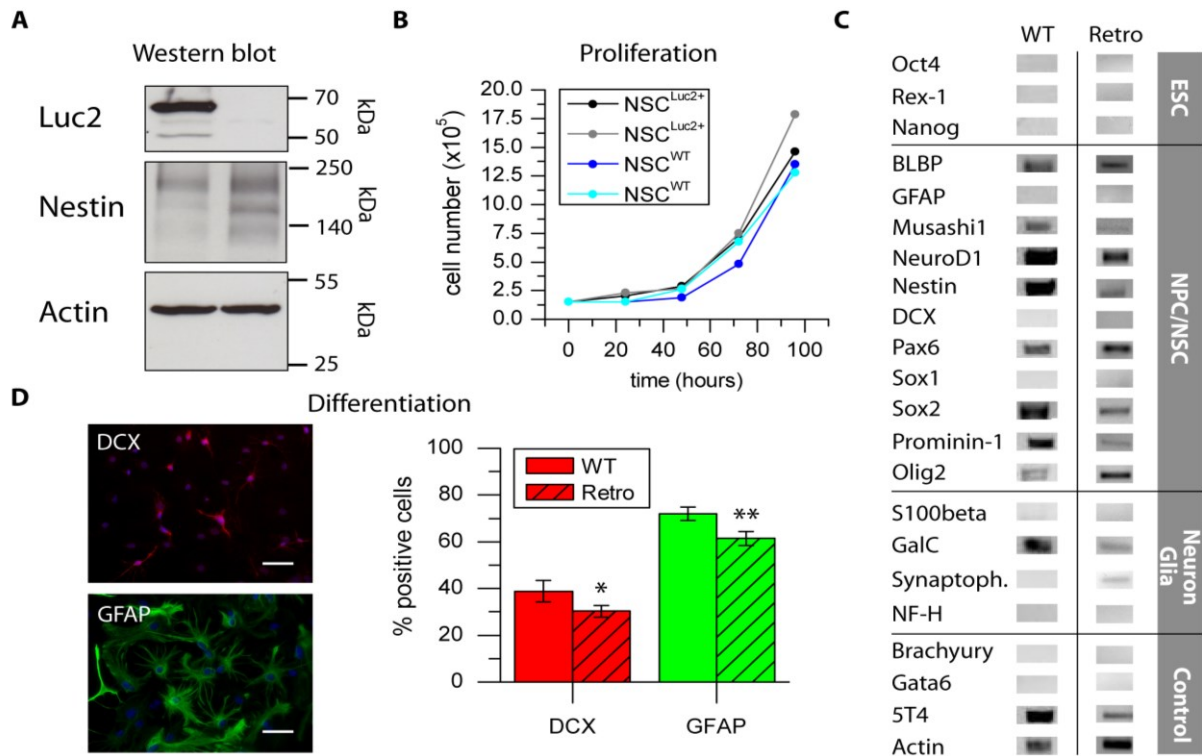 A
Western blot
Luc2
70
50
kDa
Nestin
250
140
kDa
Actin
55
25
kDa
B
Proliferation
NSC^Luc2+
NSC^Luc2+
NSC^WT
NSC^WT
cell number (x10^5)
20.0
17.5
15.0
12.5
10.0
7.5
5.0
2.5
0.0
0 20 40 60 80 100
time (hours)
C
WT Retro
Oct4
Rex-1
Nanog
ESC
BLBP
GFAP
Musashi1
NeuroD1
Nestin
DCX
Pax6
Sox1
Sox2
Prominin-1
Olig2
NPC/NSC
S100beta
GalC
Synaptoph.
NF-H
Neuron
Glia
Brachyury
Gata6
5T4
Actin
Control
D
Differentiation
DCX
GFAP
% positive cells
100
80
60
40
20
0
WT
Retro
*
**
DCX GFAP